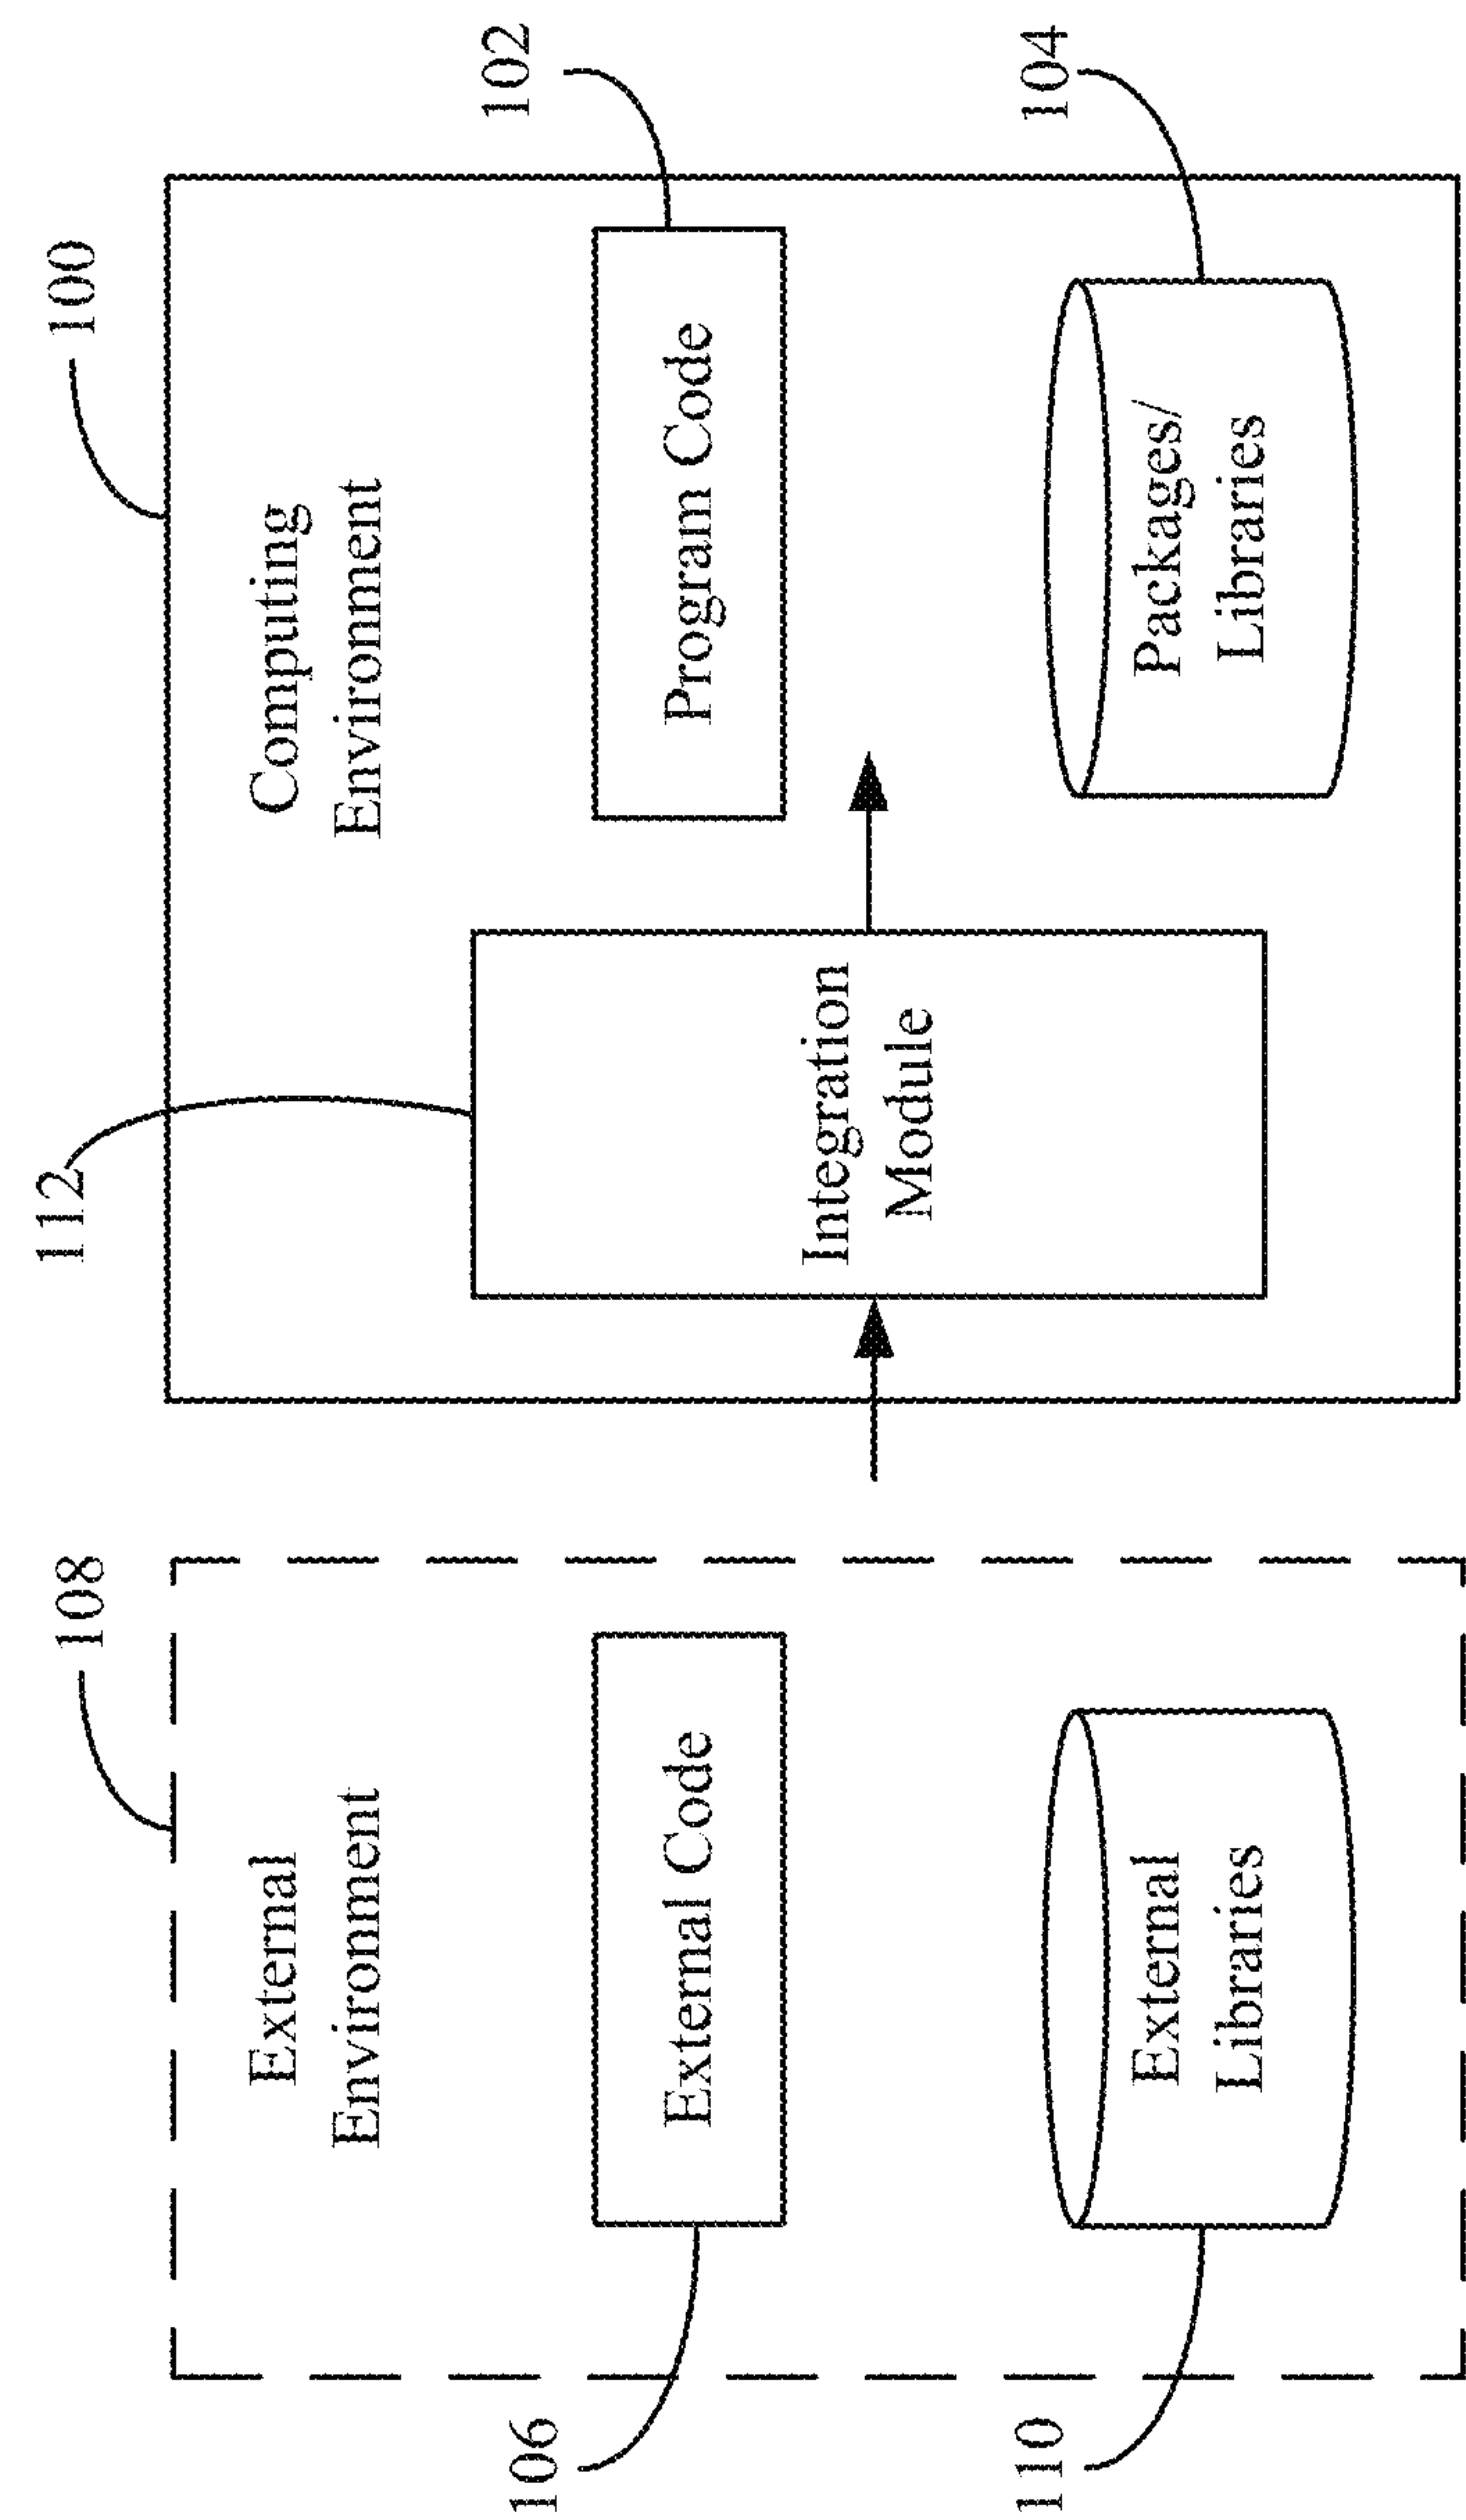 108
External
Environment
External Code
106
External
Libraries
110
112
100
Computing
Environment
Integration
Module
Program Code
102
Packages/
Libraries
104